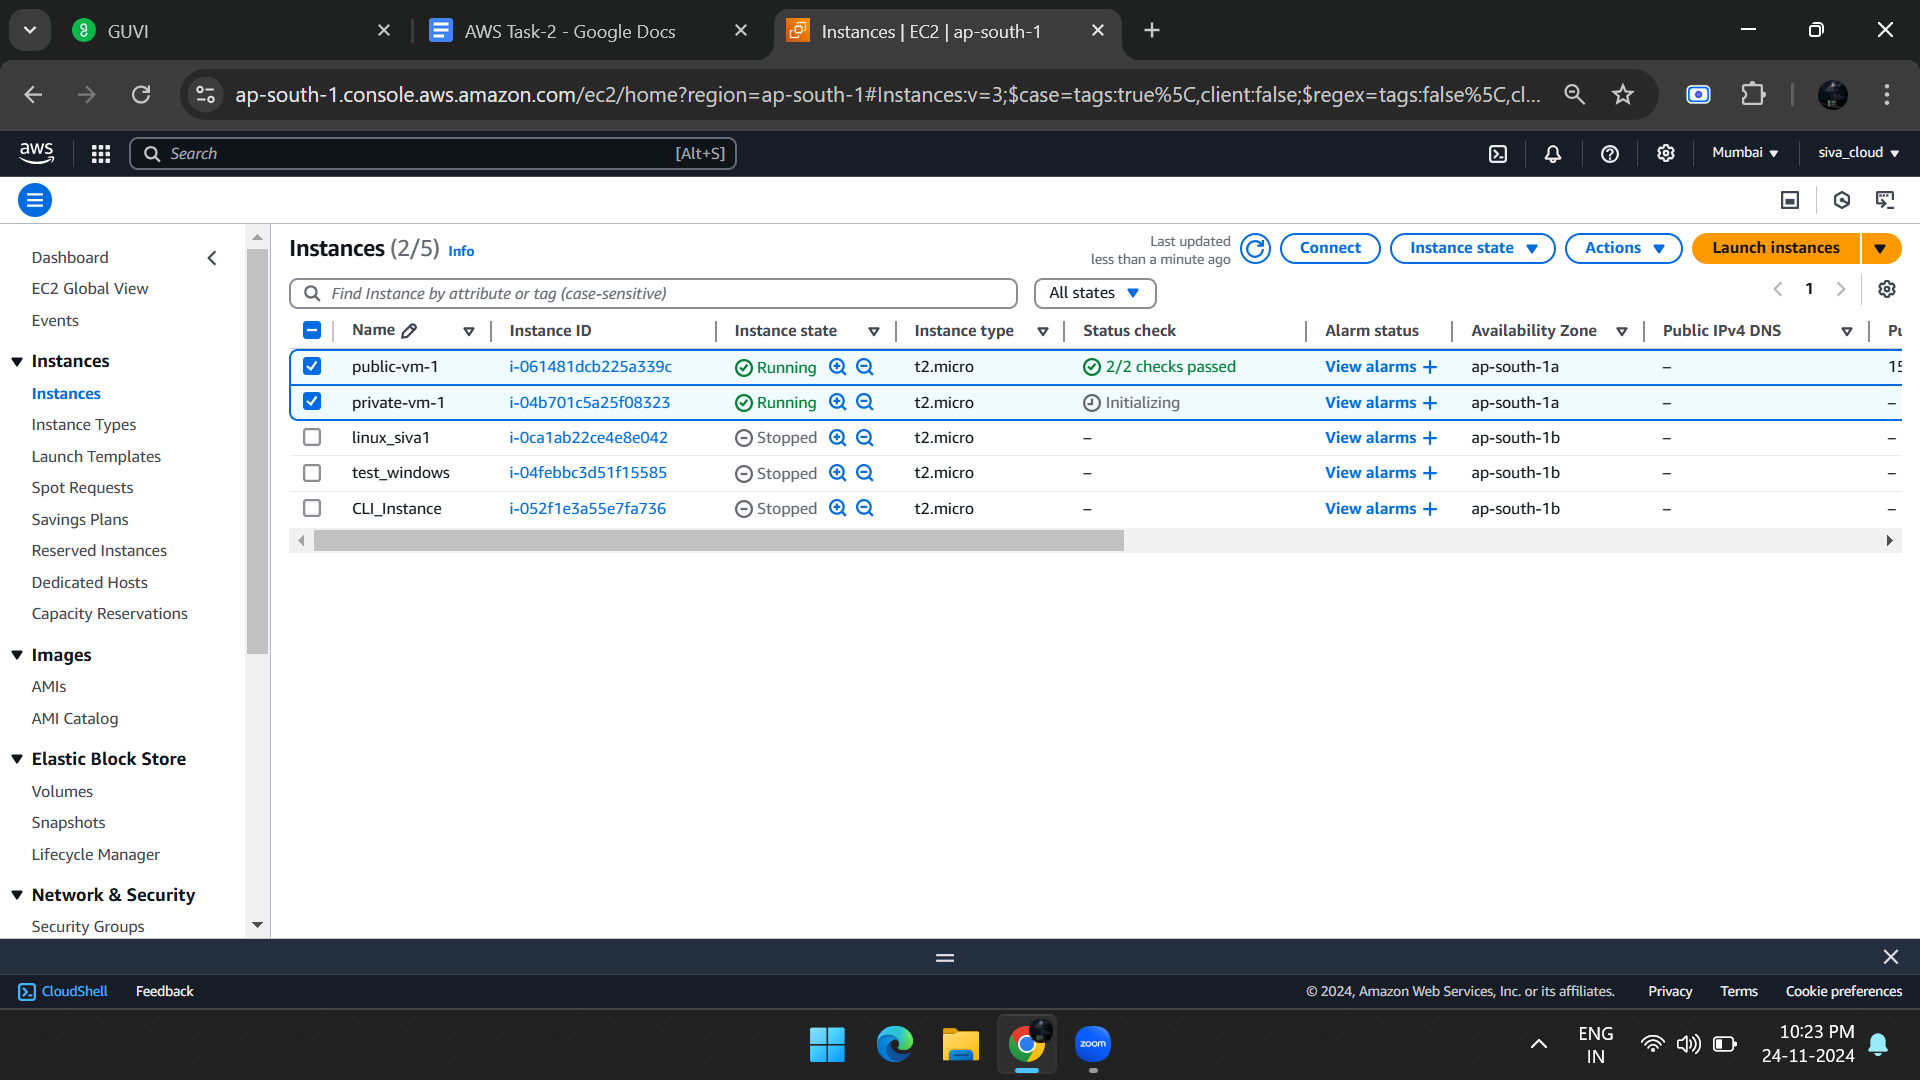 GUVI
AWS Task-2 - Google Docs
Instances | EC2 | ap-south-1
ap-south-1.console.aws.amazon.com/ec2/home?region=ap-south-1#Instances:v=3;$case=tags:true%5C,client:false;$regex=tags:false%5C,cl...
aws
Search [Alt+S]
Mumbai
siva_cloud
Dashboard
EC2 Global View
Events
Instances
Instances
Instance Types
Launch Templates
Spot Requests
Savings Plans
Reserved Instances
Dedicated Hosts
Capacity Reservations
Images
AMIs
AMI Catalog
Elastic Block Store
Volumes
Snapshots
Lifecycle Manager
Network & Security
Security Groups
Instances (2/5) Info
Last updated
less than a minute ago
Connect
Instance state
Actions
Launch instances
Find Instance by attribute or tag (case-sensitive)
All states
1
Name Instance ID Instance state Instance type Status check Alarm status Availability Zone Public IPv4 DNS Pu
public-vm-1 i-061481dcb225a339c Running t2.micro 2/2 checks passed View alarms + ap-south-1a – 15
private-vm-1 i-04b701c5a25f08323 Running t2.micro Initializing View alarms + ap-south-1a – –
linux_siva1 i-0ca1ab22ce4e8e042 Stopped t2.micro – View alarms + ap-south-1b – –
test_windows i-04febbc3d51f15585 Stopped t2.micro – View alarms + ap-south-1b – –
CLI_Instance i-052f1e3a55e7fa736 Stopped t2.micro – View alarms + ap-south-1b – –
CloudShell
Feedback
© 2024, Amazon Web Services, Inc. or its affiliates.
Privacy
Terms
Cookie preferences
zoom
ENG
IN
10:23 PM
24-11-2024